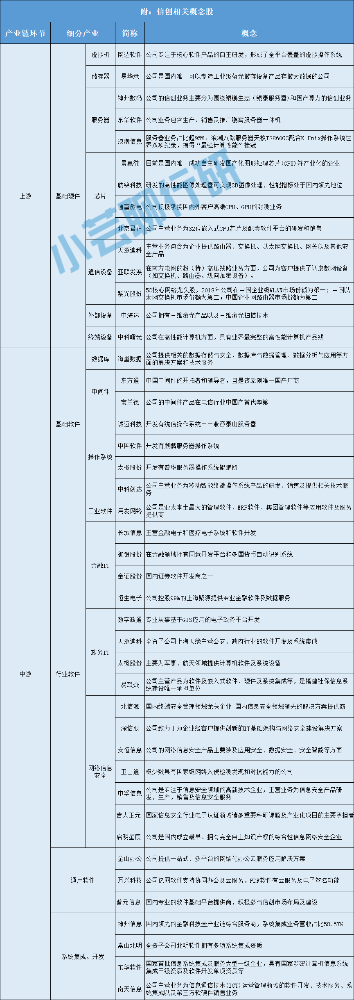 附：信创相关概念股
产业链环节 细分产业 简称 概念
上游
基础硬件
虚拟机 网达软件 公司专注于核心软件产品的自主研发，形成了全平台覆盖的虚拟操作系统
储存器 易华录 公司是国内唯一可以制造工业级蓝光储存设备产品存储大数据的公司
服务器
神州数码 公司的信创业务主要分为围绕鲲鹏生态（鲲泰服务器)和国产算力的信创业务
东华软件 公司业务包含生产、销售及推广鹏霄服务器一体机
浪潮信息 服务器业务占比超95%，浪潮八路服务器天梭TS860G3配合K-Unix操作系统世
界双项纪录，摘得“最强计算性能”桂冠
芯片
景嘉微 目前是国内唯一成功自主研发国产化图形处理芯片(GPU)并产业化的企业
航锦科技 研发的高性能图像处理器可实现3D图像处理，性能指标处于国内领先地位
通富微电 公司积极承接国内外客户高端CPU、GPU的封测业务
北京君正 公司主营业务为32位嵌入式CPU芯片及配套软件平台的研发和销售
通信设备
天源迪科 主营业务包含为企业提供路由器、交换机、以太网交换机、网关以及其他安
全产品
亚联发展 在南方电网的超（特）高压线路业务方面，公司为客户提供了调度数网设备
（如交换机、路由器、纵向加密设备）。
紫光股份 5G核心网络龙头股，2018年公司在中国企业级WLAN市场份额为第一；中国以
太网交换机市场份额为第二；中国企业网路由器市场份额为第二
外部设备 中海达 公司拥有三维激光产品以及三维激光扫描技术
终端设备 中科曙光 公司在高性能计算机方面，具有业界最完整的高性能计算机产品线
中游
基础软件
数据库 海量数据 公司提供相关的数据存储与安全、数据库与数据管理、数据分析与应用等方
面的解决方案和技术服务
中间件
东方通 中国中间件的开拓者和领导者，且是该象限唯一国产厂商
宝兰德 公司的中间件产品在电信行业中国产替代率第一
操作系统
诚迈科技 开发有统信操作系统——兼容泰山服务器
中国软件 开发有麒麟服务器操作系统
太极股份 开发有普华服务器操作系统鲲鹏版
中科创达 公司主营业务为移动智能终端操作系统产品的研发、销售及提供相关技术服
务
行业软件
工业软件 用友网络 公司是亚太本土最大的管理软件、ERP软件、集团管理软件等应用软件及服务
提供商
金融IT
长城信息 主营金融电子和医疗电子系统和软件开发
御银股份 在金融领域拥有同意开发平台和多国货币自动识别系统
金证股份 国内证券软件开发商之一
恒生电子 公司控股99%的上海聚源提供专业金融软件及数据服务
政务IT
数字政通 专业从事基于GIS应用的电子政务平台开发
天源迪科 全资子公司上海天缘主营公安、政府行业的软件开发及系统集成
太极股份 主要为军事、航天领域提供计算机软件及系统设备
易联众 公司主营产品为软件及嵌入式软件、硬件及系统集成等，是福建社保信息系
统建设唯一承担单位
网络信息
安全
北信源 国内终端安全管理领域龙头企业;国内信息安全领域领先的解决方案提供商
深信服 公司致力于为企业级客户提供创新的IT基础架构与网络安全建设解决方案
安恒信息 公司的网络信息安全产品主要涉及应用安全、数据安全、安全智能等方面
卫士通 极少数具有国家级网络入侵检测发现和对抗能力的公司
中孚信息 公司是专注于信息安全领域的高新技术企业，主营业务为信息安全产品研
发，生产，销售及信息安全服务
吉大正元 国家信息安全行业电子认证领域诸多重要科研课题及产业化项目的主要承担者
启明星辰 公司是国内成立最早、拥有完全自主知识产权的综合性信息网络安全企业
通用软件
金山办公 公司提供一站式、多平台的网络化办公云服务应用解决方案
万兴科技 公司亿图软件支持协同办公及云服务，PDF软件有云服务及电子签名功能
普元信息 国内专业的软件基础平台提供商，积极参与信创市场布局及建设
系统集成、开发
神州信息 国内领先的金融科技全产业链综合服务商，系统集成业务营收占比58.57%
常山北明 全资子公司北明软件拥有多项系统集成资质
东华软件 国家首批信息系统集成及服务大型一级企业，具有国家涉密计算机信息系统
集成甲级资质及软件开发单项资质等
南天信息 公司主营业务为信息通信技术(ICT)运营管理领域的软件开发、技术服务、系
统集成以及第三方软硬件销售业务
小芸聊行研